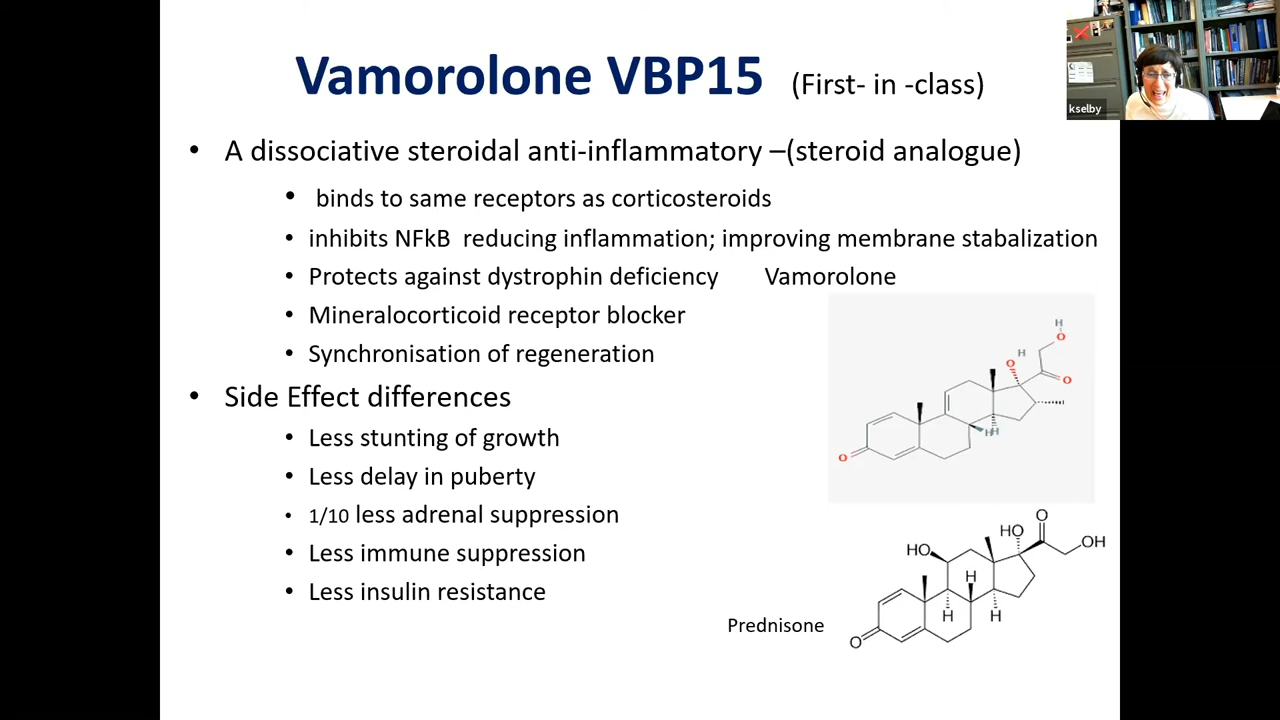 Vamorolone VBP15 (First- in -class)
kselby
• A dissociative steroidal anti-inflammatory –(steroid analogue)
• binds to same receptors as corticosteroids
• inhibits NFkB reducing inflammation; improving membrane stabalization
• Protects against dystrophin deficiency Vamorolone
• Mineralocorticoid receptor blocker
• Synchronisation of regeneration
• Side Effect differences
• Less stunting of growth
• Less delay in puberty
• 1/10 less adrenal suppression
• Less immune suppression
• Less insulin resistance
H
O
H
O
O
H
H
O
O
HO
OH
HO
H
H
H
O
Prednisone